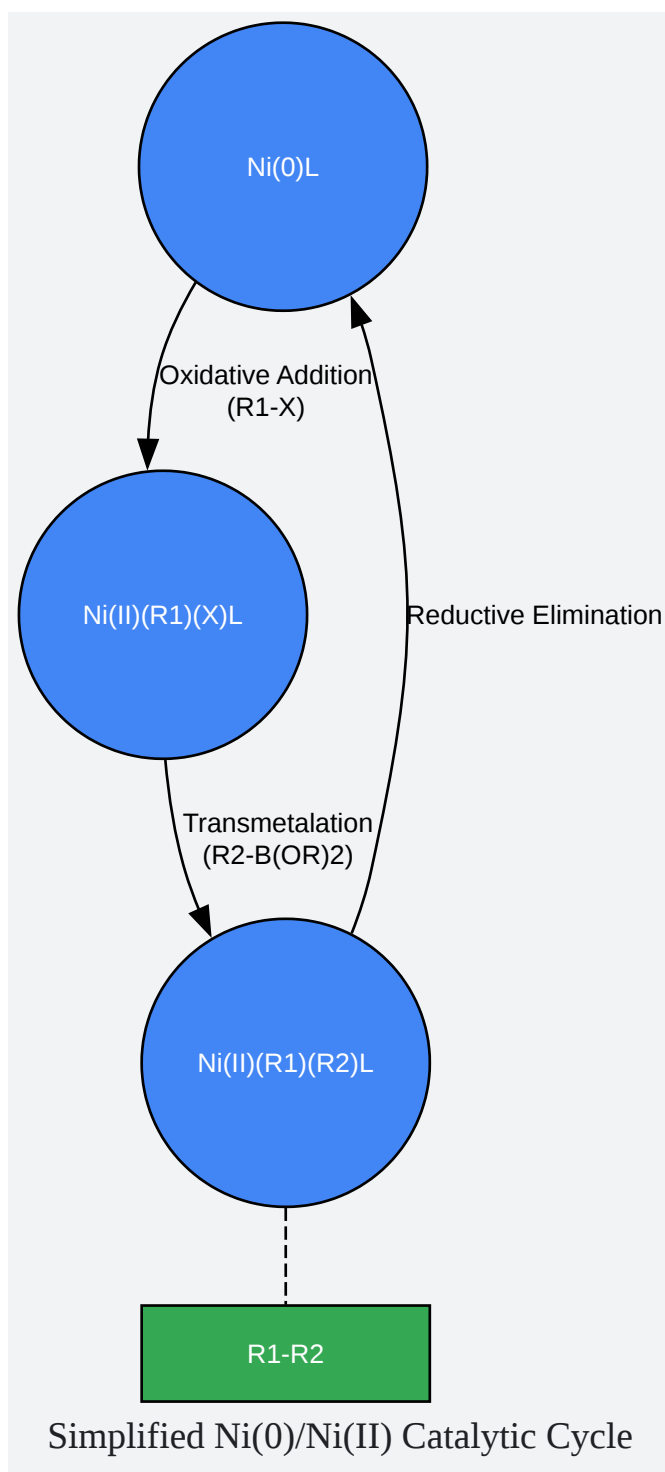 Ni(0)L
Oxidative Addition
(R1-X)
Ni(II)(R1)(X)L
Reductive Elimination
Transmetalation
(R2-B(OR)2)
Ni(II)(R1)(R2)L
R1-R2
Simplified Ni(0)/Ni(II) Catalytic Cycle